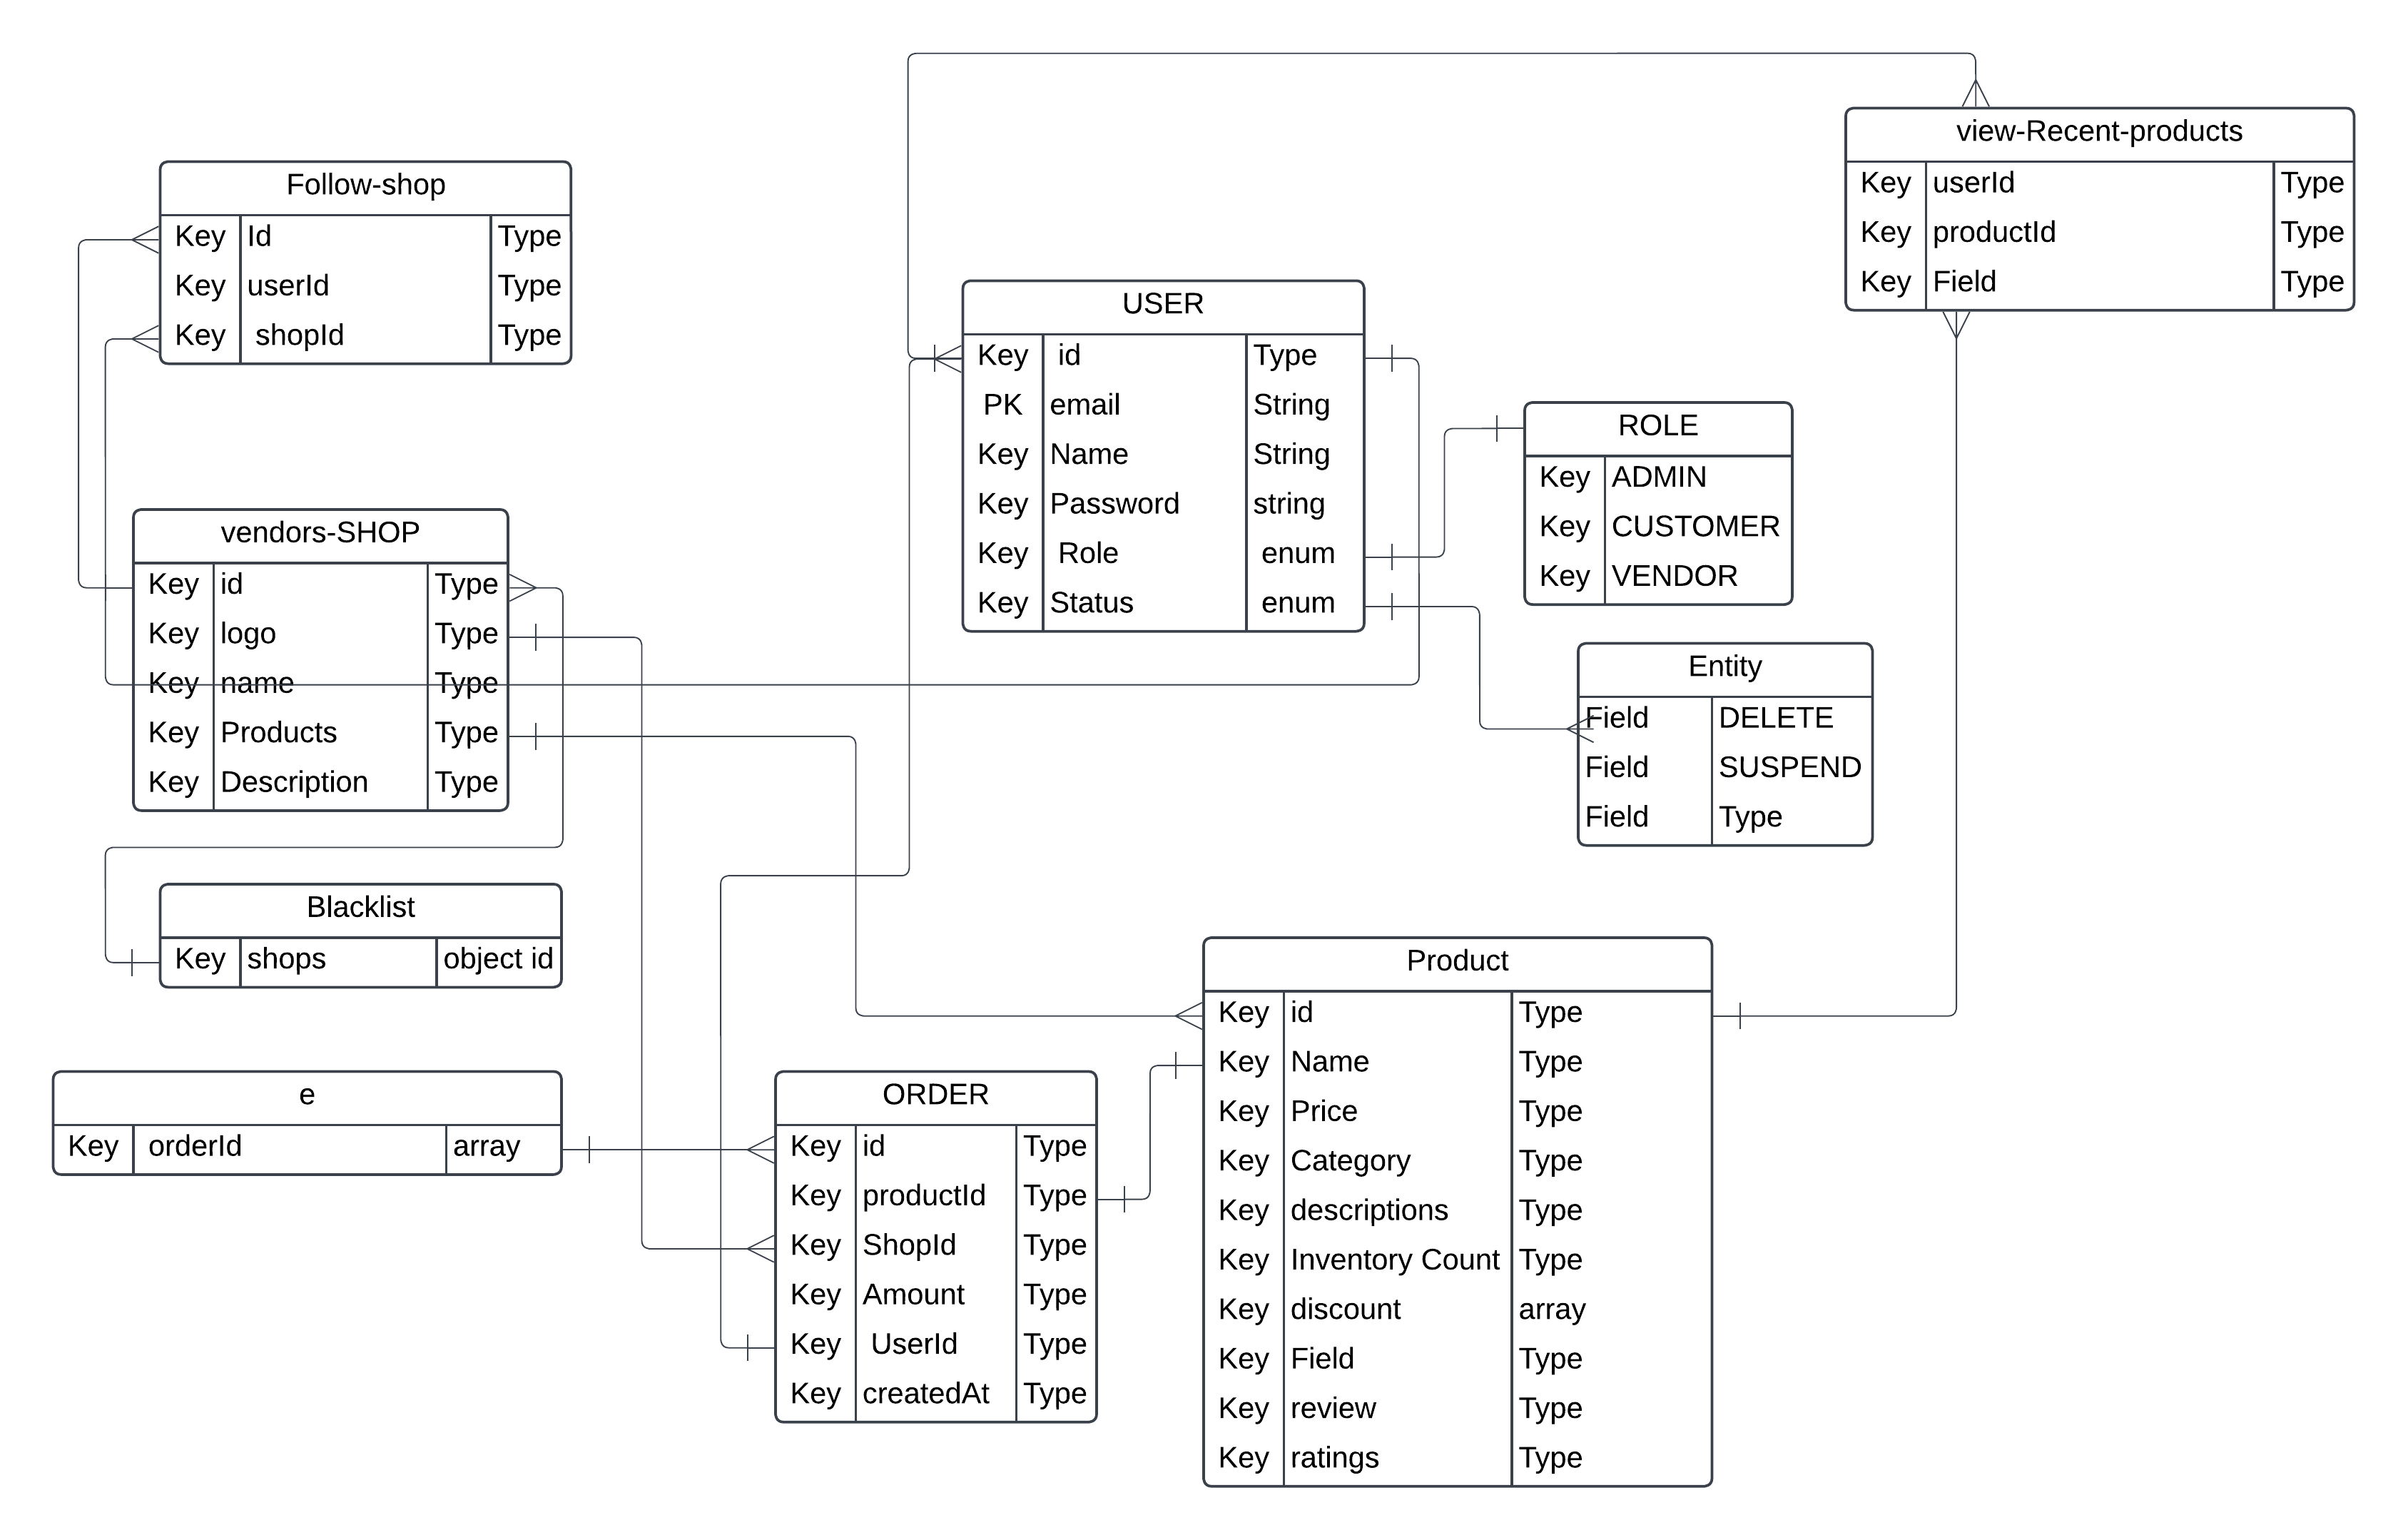 view-Recent-products
Key userId Type
Key productId Type
Key Field Type
Follow-shop
Key Id Type
Key userId Type
Key shopId Type
USER
Key id Type
PK email String
Key Name String
Key Password string
Key Role enum
Key Status enum
ROLE
Key ADMIN
Key CUSTOMER
Key VENDOR
vendors-SHOP
Key id Type
Key logo Type
Key name Type
Key Products Type
Key Description Type
Entity
Field DELETE
Field SUSPEND
Field Type
Blacklist
Key shops object id
Product
Key id Type
Key Name Type
Key Price Type
Key Category Type
Key descriptions Type
Key Inventory Count Type
Key discount array
Key Field Type
Key review Type
Key ratings Type
e
Key orderId array
ORDER
Key id Type
Key productId Type
Key ShopId Type
Key Amount Type
Key UserId Type
Key createdAt Type